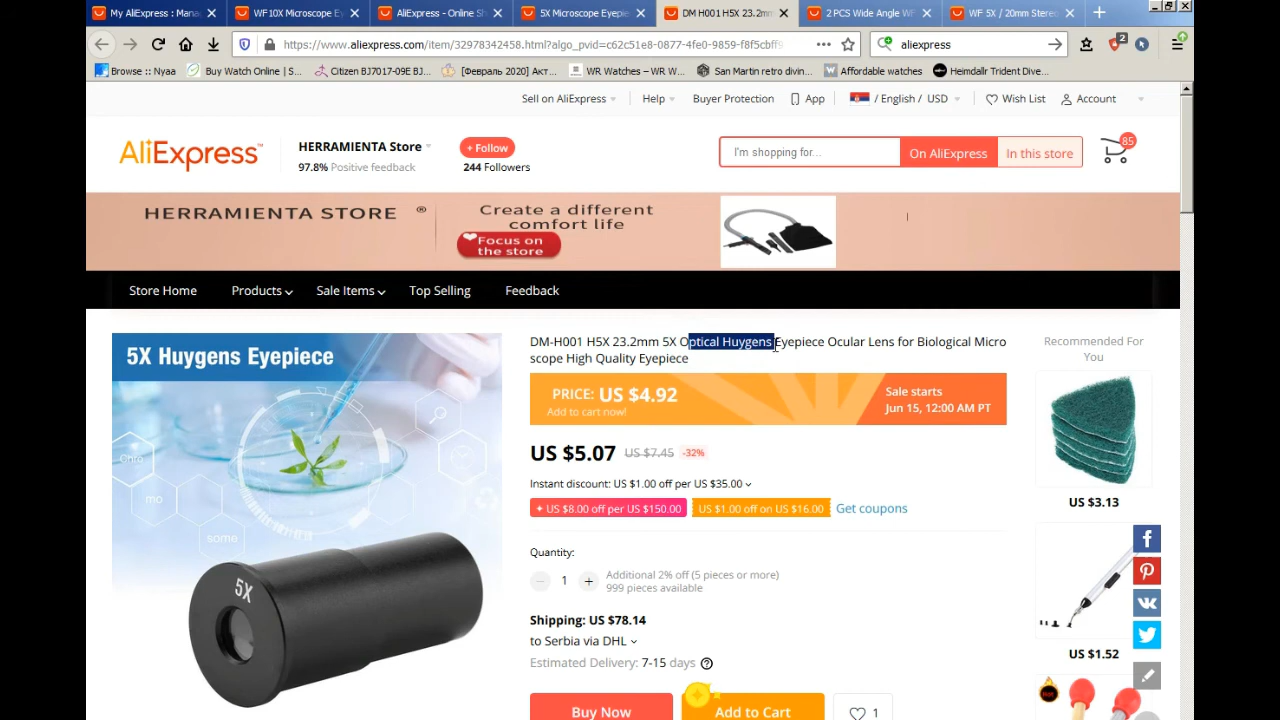 My AliExpress : Mana
WF10X Microscope Ey
AliExpress - Online Sh
5X Microscope Eyepie
DM H001 H5X 23.2mm
2PCS Wide Angle WF
WF 5X / 20mm Stereo
https://www.aliexpress.com/item/32978342458.html?algo_pvid=c62c51e8-0877-4fe0-9859-f8f5cbff9
aliexpress
2
Browse :: Nyaa
Buy Watch Online | S...
Citizen BJ7017-09E BJ...
[Февраль 2020] Акт...
WR Watches – WR W...
San Martin retro divin...
Affordable watches
Heimdallr Trident Dive...
Sell on AliExpress
Help
Buyer Protection
App
/ English / USD
Wish List
Account
AliExpress™
HERRAMIENTA Store
97.8% Positive feedback
+ Follow
244 Followers
I'm shopping for...
On AliExpress
In this store
85
HERRAMIENTA STORE ®
Create a different
comfort life
Focus on
the store
Store Home
Products
Sale Items
Top Selling
Feedback
5X Huygens Eyepiece
mo
some
5X
DM-H001 H5X 23.2mm 5X Optical Huygens Eyepiece Ocular Lens for Biological Micro
scope High Quality Eyepiece
PRICE: US $4.92
Add to cart now!
Sale starts
Jun 15, 12:00 AM PT
US $5.07 US $7.45 -32%
Instant discount: US $1.00 off per US $35.00
US $8.00 off per US $150.00
US $1.00 off on US $16.00
Get coupons
Quantity:
1
Additional 2% off (5 pieces or more)
999 pieces available
Shipping: US $78.14
to Serbia via DHL
Estimated Delivery: 7-15 days
Buy Now
Add to Cart
1
Recommended For
You
US $3.13
US $1.52